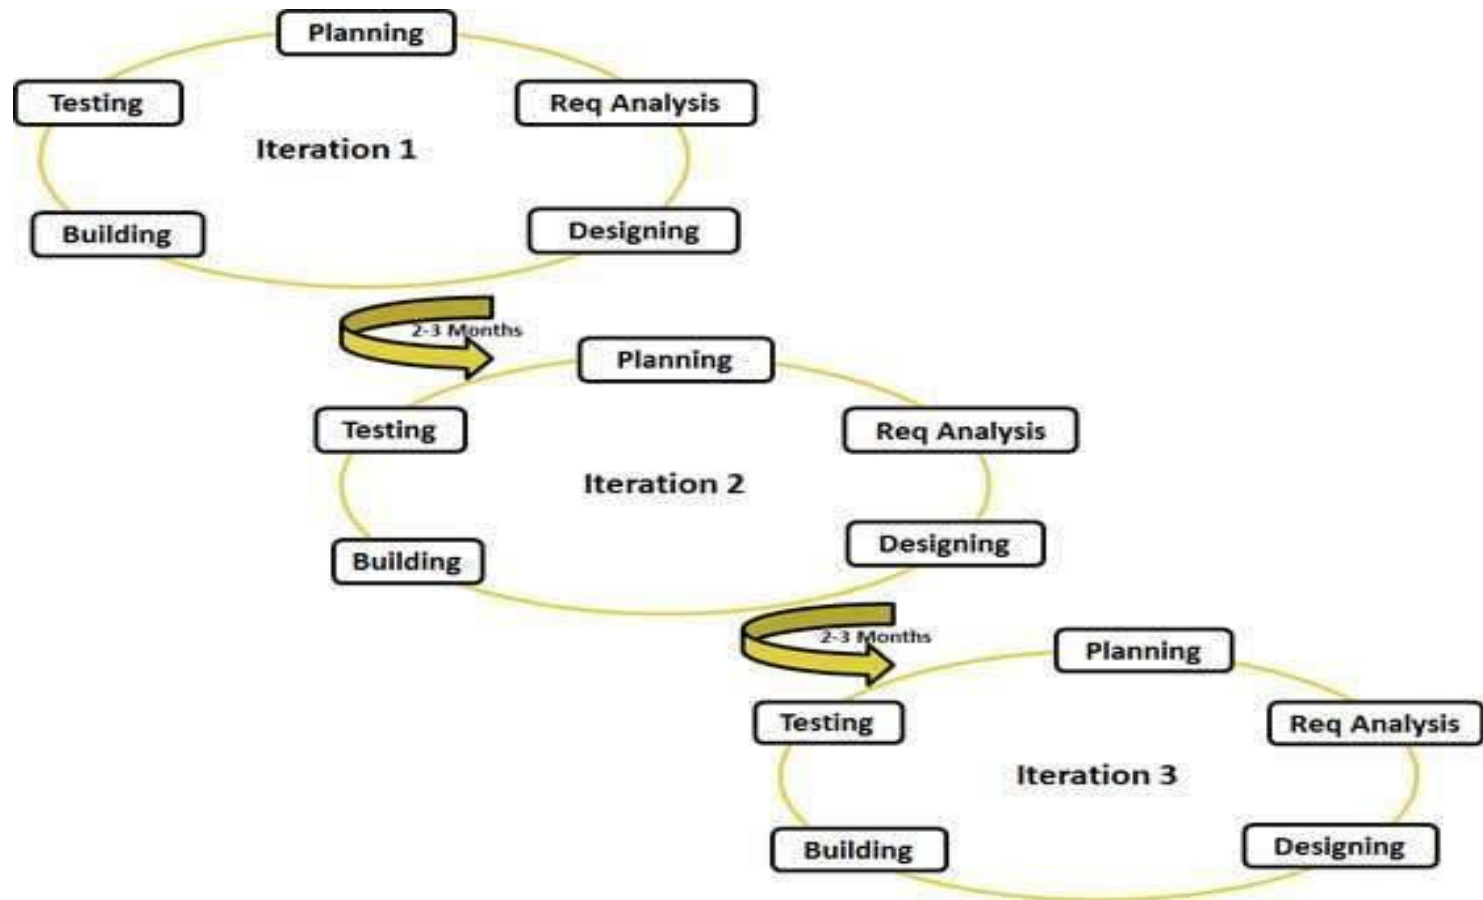 Planning
Testing
Req Analysis
Iteration 1
Building
Designing
2-3 Months
Planning
Testing
Req Analysis
Iteration 2
Building
Designing
2-3 Months
Planning
Testing
Req Analysis
Iteration 3
Building
Designing